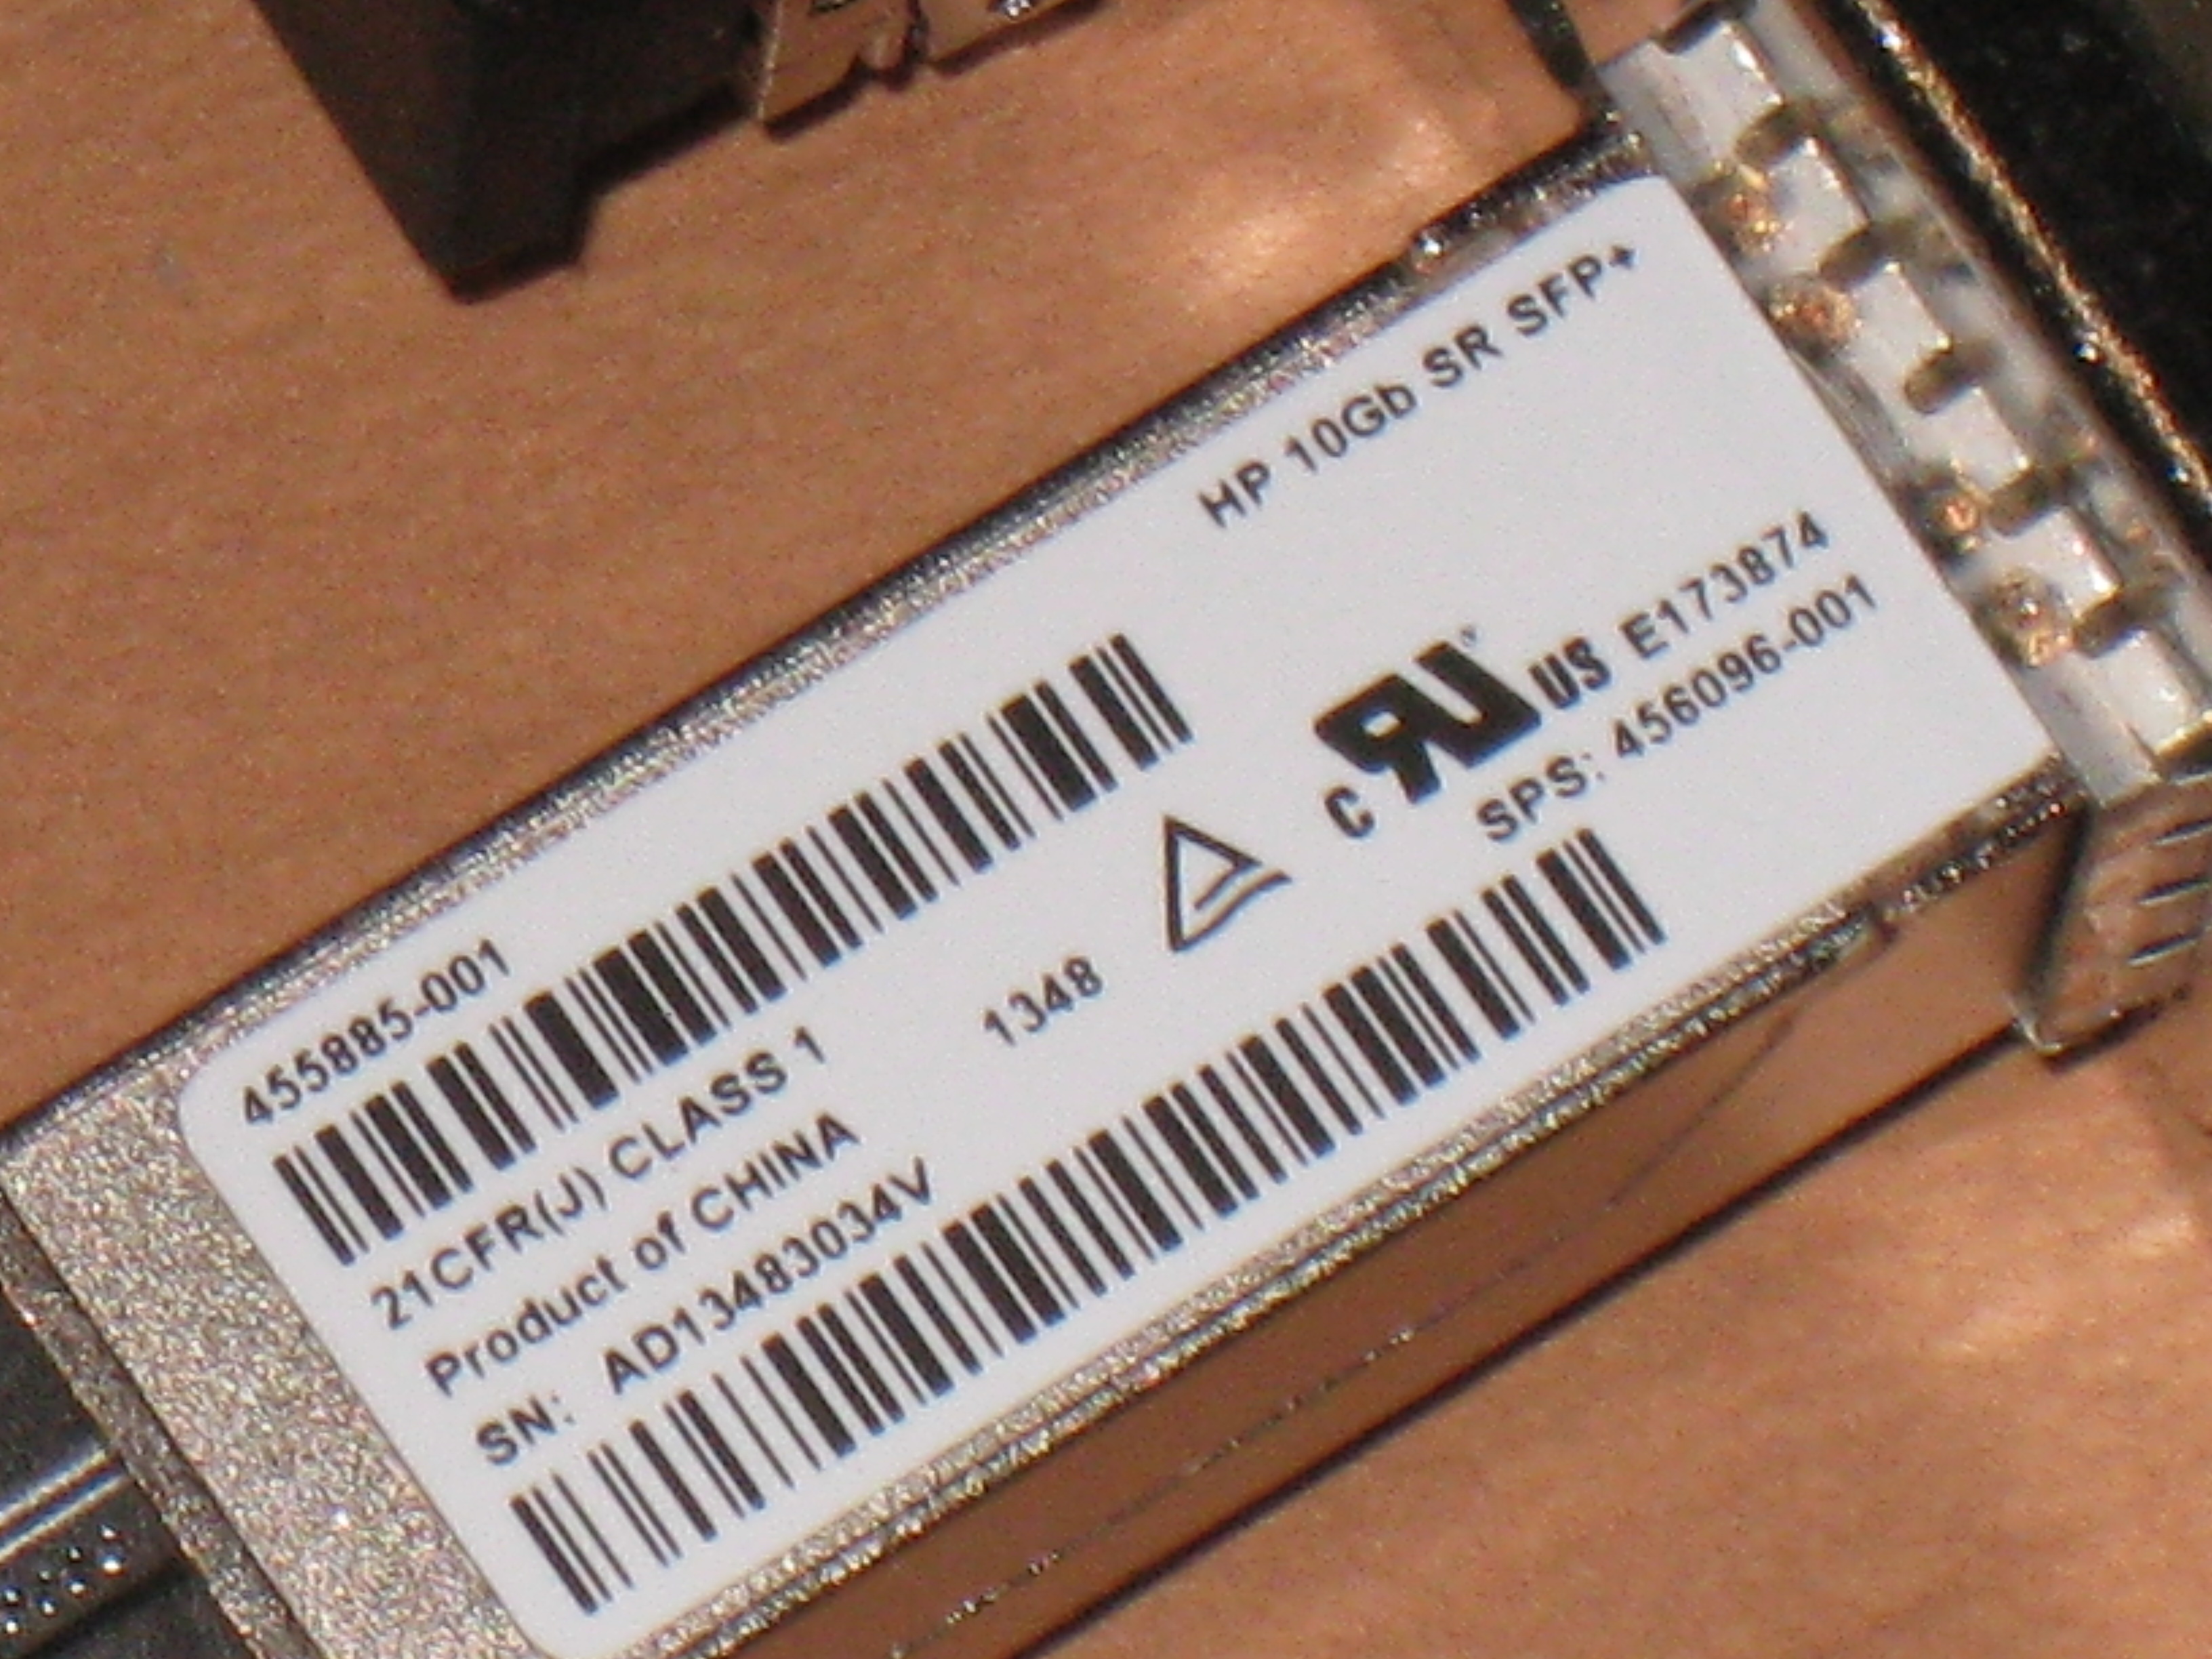 HP 10Gb SR SFP+
455885-001
c RU US E173874
SPS: 456096-001
21CFR(J) CLASS 1
1348
Product of CHINA
SN: AD13483034V